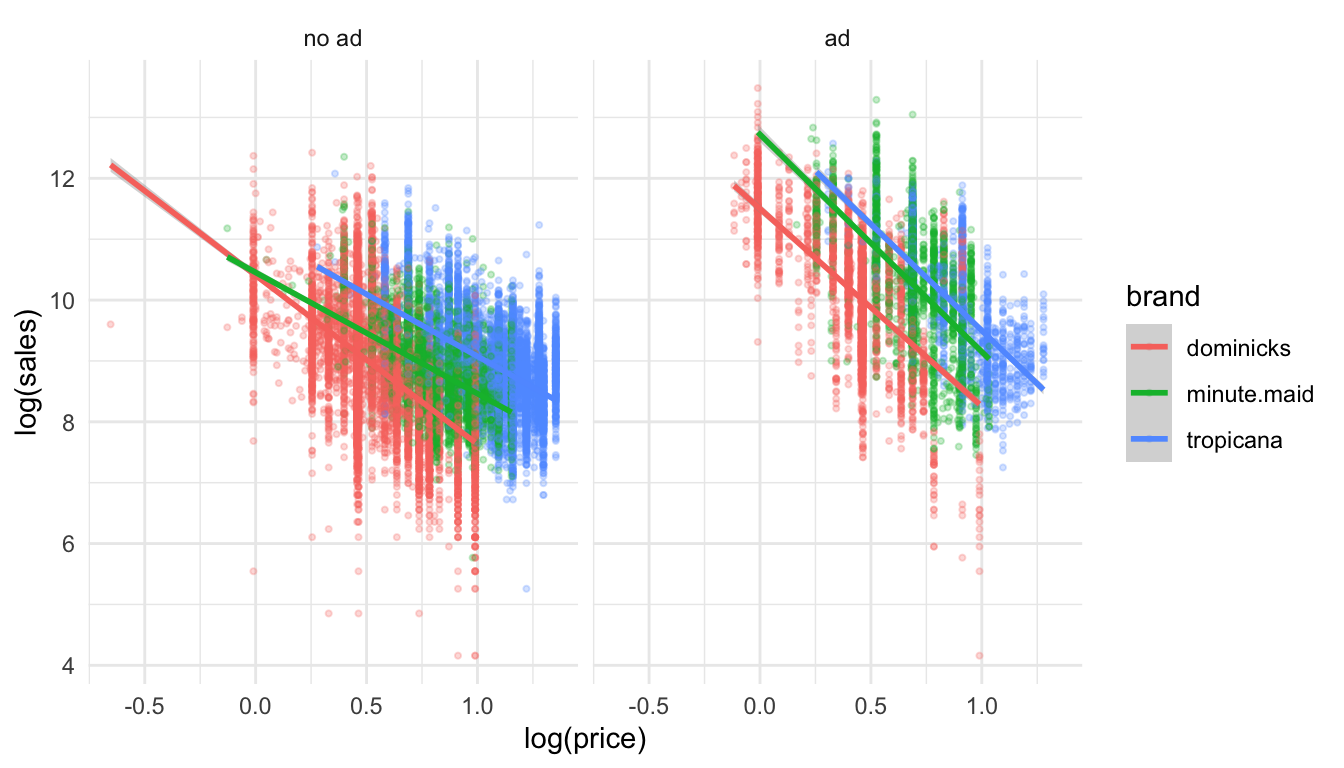 no ad
ad
12
10
8
6
4
log(sales)
-0.5 0.0 0.5 1.0
-0.5 0.0 0.5 1.0
log(price)
brand
dominicks
minute.maid
tropicana